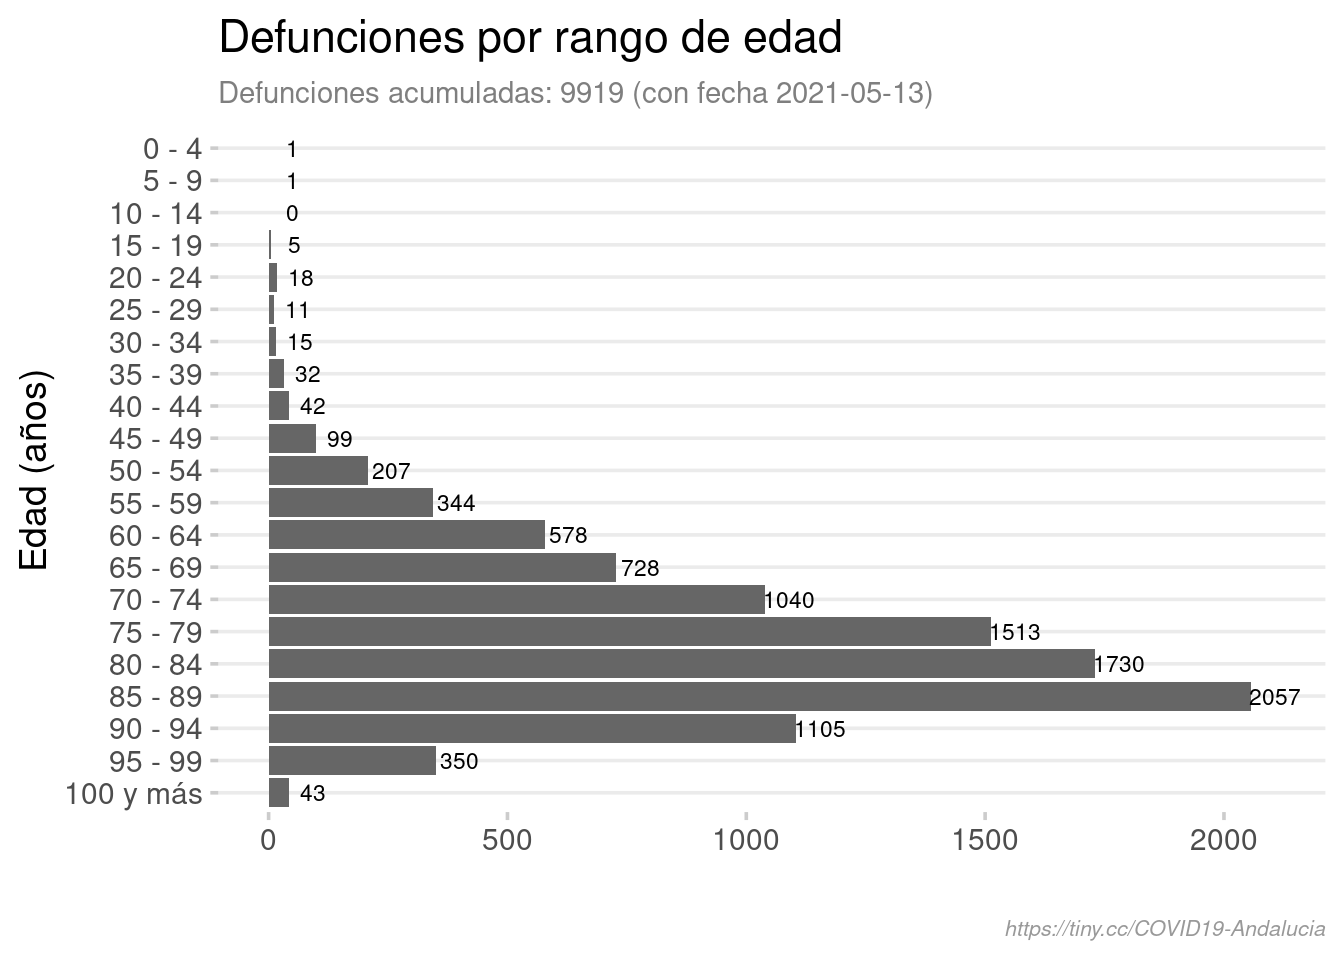 Defunciones por rango de edad
Defunciones acumuladas: 9919 (con fecha 2021-05-13)
Edad (años)
0 - 4 1
5 - 9 1
10 - 14 0
15 - 19 5
20 - 24 18
25 - 29 11
30 - 34 15
35 - 39 32
40 - 44 42
45 - 49 99
50 - 54 207
55 - 59 344
60 - 64 578
65 - 69 728
70 - 74 1040
75 - 79 1513
80 - 84 1730
85 - 89 2057
90 - 94 1105
95 - 99 350
100 y más 43
0 500 1000 1500 2000
https://tiny.cc/COVID19-Andalucia